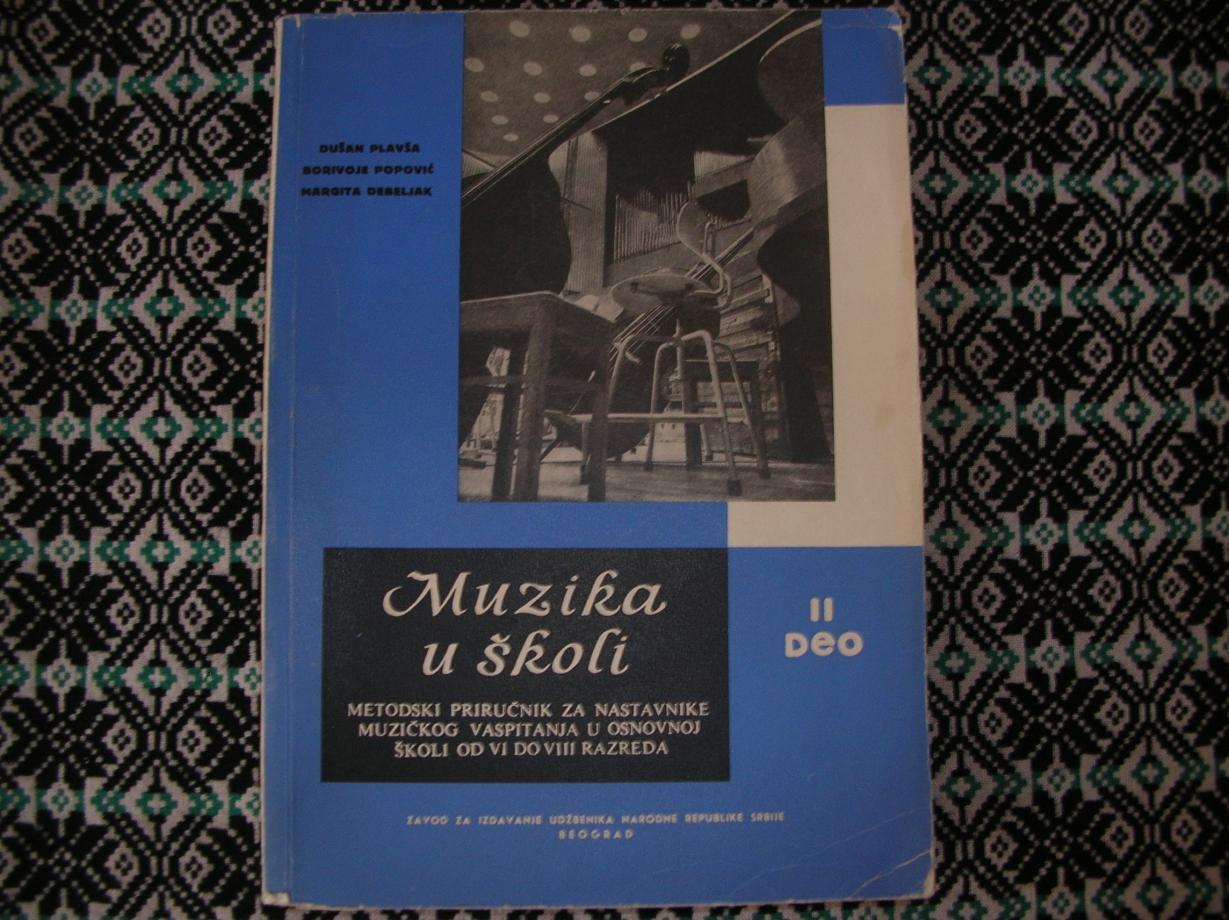 DUŠAN PLAVŠA
BORIVOJE POPOVIĆ
MARGITA DEBELJAK
Muzika
u školi
II
DEO
METODSKI PRIRUČNIK ZA NASTAVNIKE
MUZIČKOG VASPITANJA U OSNOVNOJ
ŠKOLI OD VI DO VIII RAZREDA
ZAVOD ZA IZDAVANJE UDŽBENIKA NARODNE REPUBLIKE SRBIJE
BEOGRAD